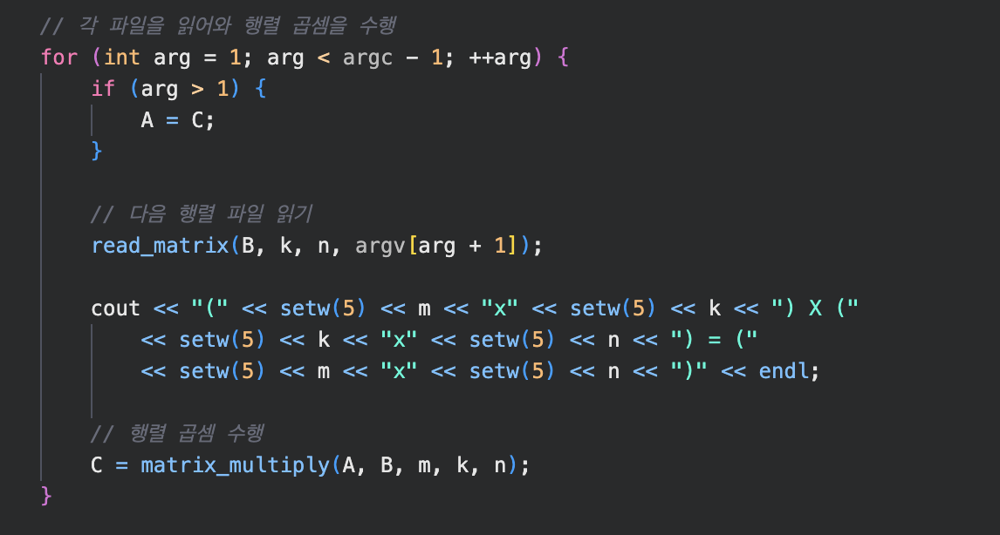 // 각 파일을 읽어와 행렬 곱셈을 수행
for (int arg = 1; arg < argc - 1; ++arg) {
    if (arg > 1) {
        A = C;
    }

    // 다음 행렬 파일 읽기
    read_matrix(B, k, n, argv[arg + 1]);

    cout << "(" << setw(5) << m << "x" << setw(5) << k << ") X ("
        << setw(5) << k << "x" << setw(5) << n << ") = ("
        << setw(5) << m << "x" << setw(5) << n << ")" << endl;

    // 행렬 곱셈 수행
    C = matrix_multiply(A, B, m, k, n);
}